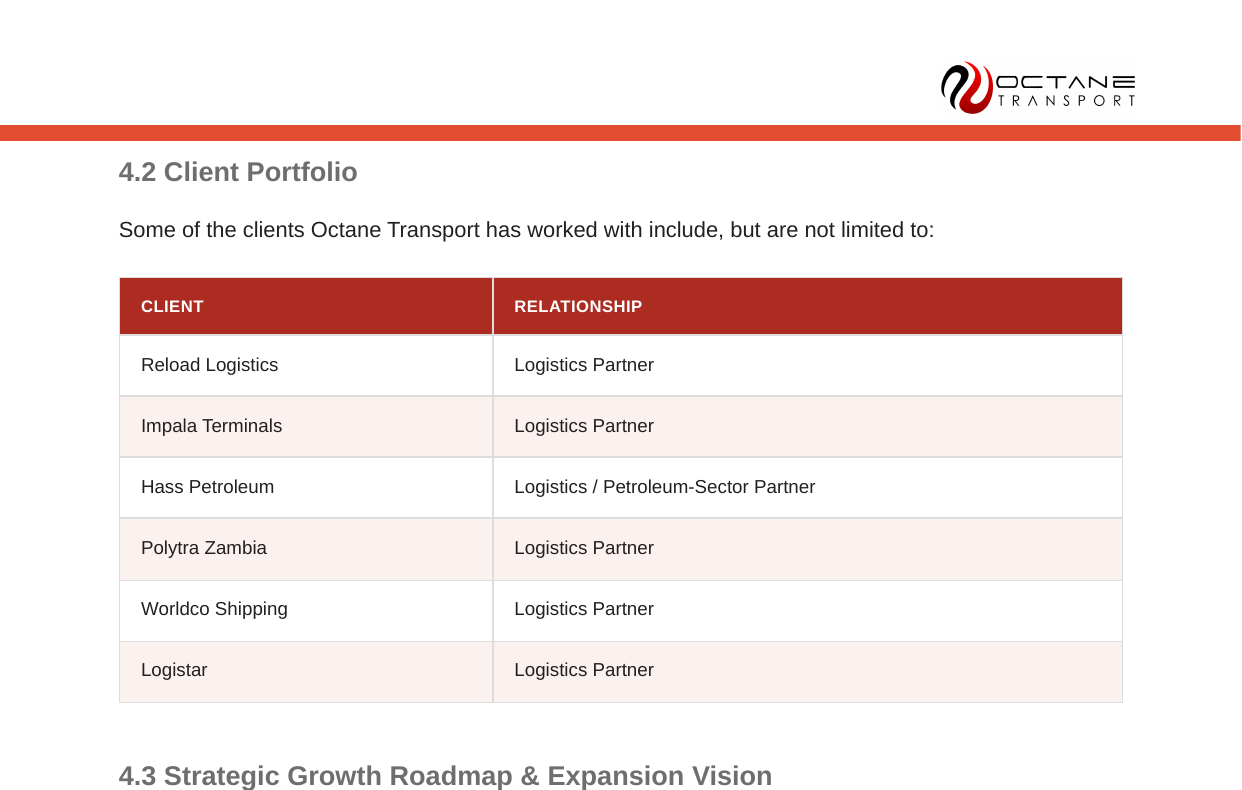 OCTANE
TRANSPORT
4.2 Client Portfolio
Some of the clients Octane Transport has worked with include, but are not limited to:
CLIENT RELATIONSHIP
Reload Logistics Logistics Partner
Impala Terminals Logistics Partner
Hass Petroleum Logistics / Petroleum-Sector Partner
Polytra Zambia Logistics Partner
Worldco Shipping Logistics Partner
Logistar Logistics Partner
4.3 Strategic Growth Roadmap & Expansion Vision